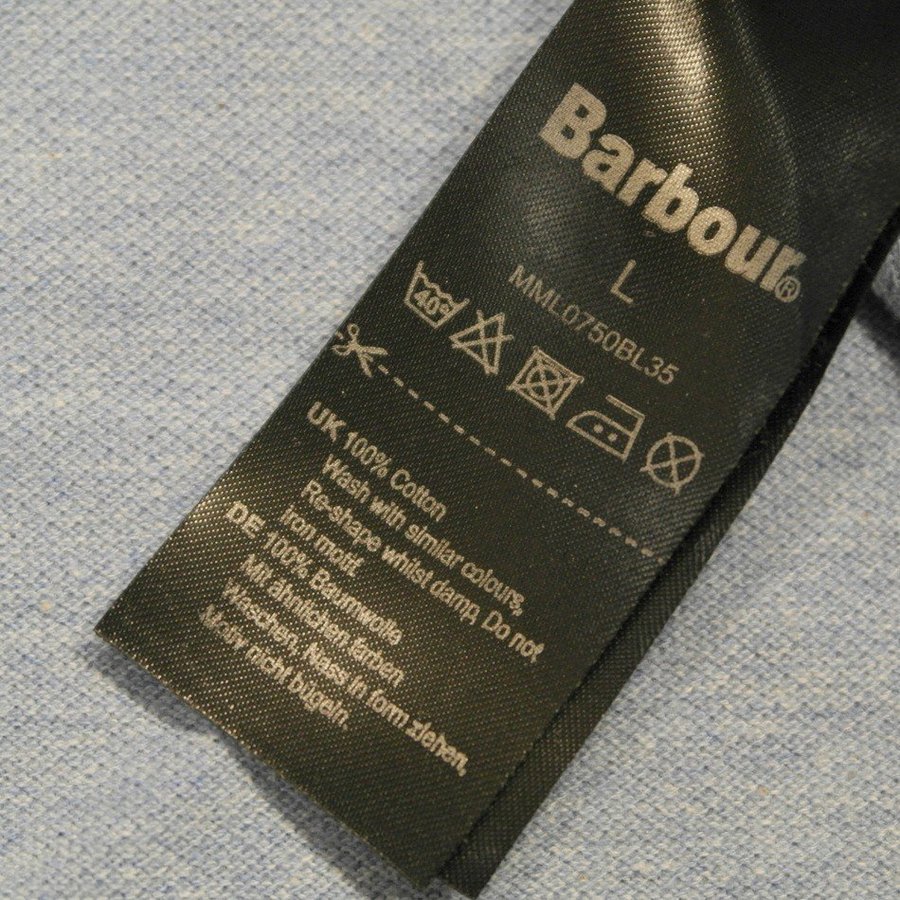 Barbour®
L
MML0750BL35
40°
UK 100% Cotton
Wash with similar colours,
Re-shape whilst damp. Do not
Iron motif.
DE 100% Baumwolle
Mit ähnlichen farben
Waschen, Nass in form ziehen,
Motiv nicht bügeln.